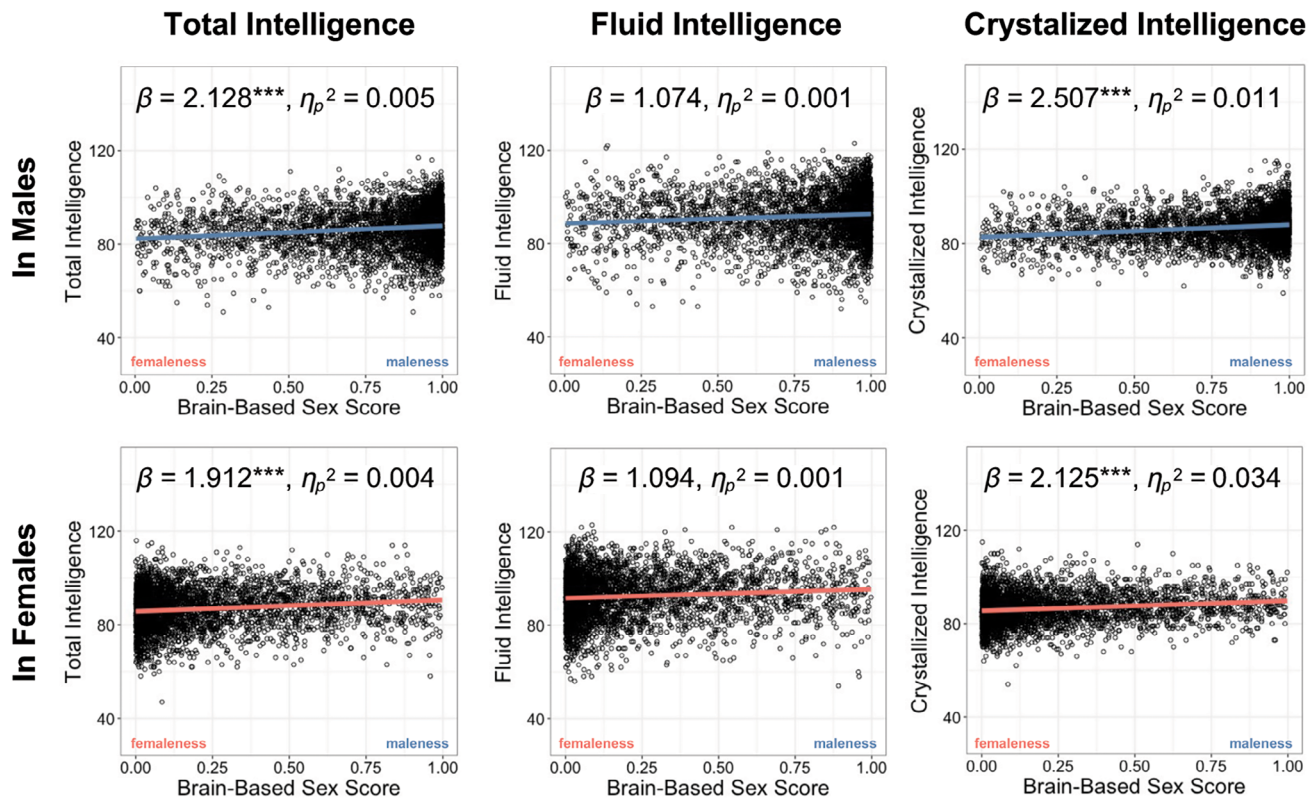 Total Intelligence
Fluid Intelligence
Crystalized Intelligence
In Males
Total Intelligence
120
80
40
β = 2.128***, ηp² = 0.005
femaleness
maleness
0.00 0.25 0.50 0.75 1.00
Brain-Based Sex Score
Fluid Intelligence
120
80
40
β = 1.074, ηp² = 0.001
femaleness
maleness
0.00 0.25 0.50 0.75 1.00
Brain-Based Sex Score
Crystallized Intelligence
120
80
40
β = 2.507***, ηp² = 0.011
femaleness
maleness
0.00 0.25 0.50 0.75 1.00
Brain-Based Sex Score
In Females
Total Intelligence
120
80
40
β = 1.912***, ηp² = 0.004
femaleness
maleness
0.00 0.25 0.50 0.75 1.00
Brain-Based Sex Score
Fluid Intelligence
120
80
40
β = 1.094, ηp² = 0.001
femaleness
maleness
0.00 0.25 0.50 0.75 1.00
Brain-Based Sex Score
Crystallized Intelligence
120
80
40
β = 2.125***, ηp² = 0.034
femaleness
maleness
0.00 0.25 0.50 0.75 1.00
Brain-Based Sex Score